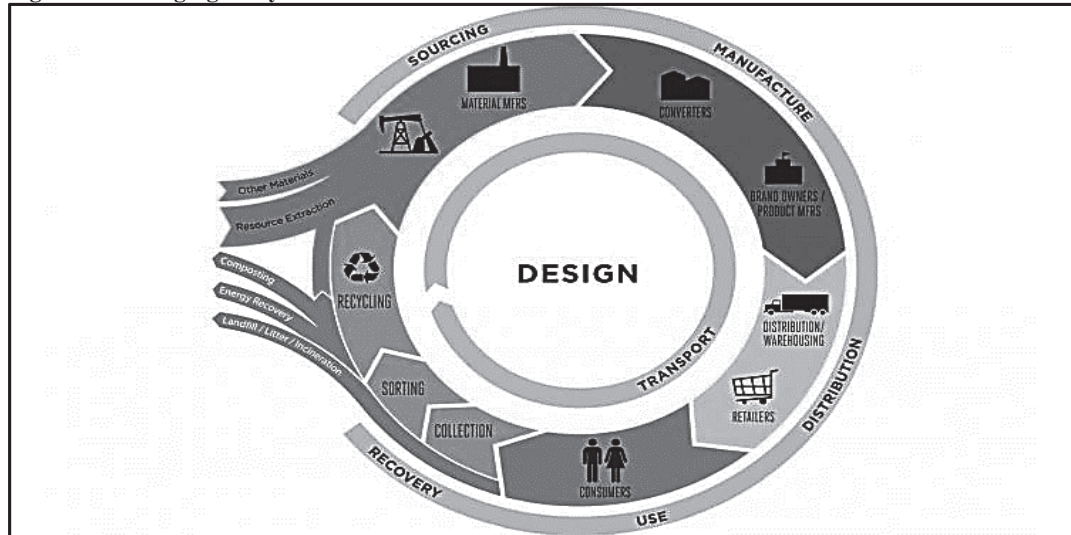 SOURCING
MANUFACTURE
MATERIAL MFRS
CONVERTERS
BRAND OWNERS /
PRODUCT MFRS
Other Materials
Resource Extraction
Composting
Energy Recovery
Landfill / Litter / Incineration
RECYCLING
DESIGN
TRANSPORT
DISTRIBUTION/
WAREHOUSING
DISTRIBUTION
RETAILERS
SORTING
COLLECTION
CONSUMERS
RECOVERY
USE